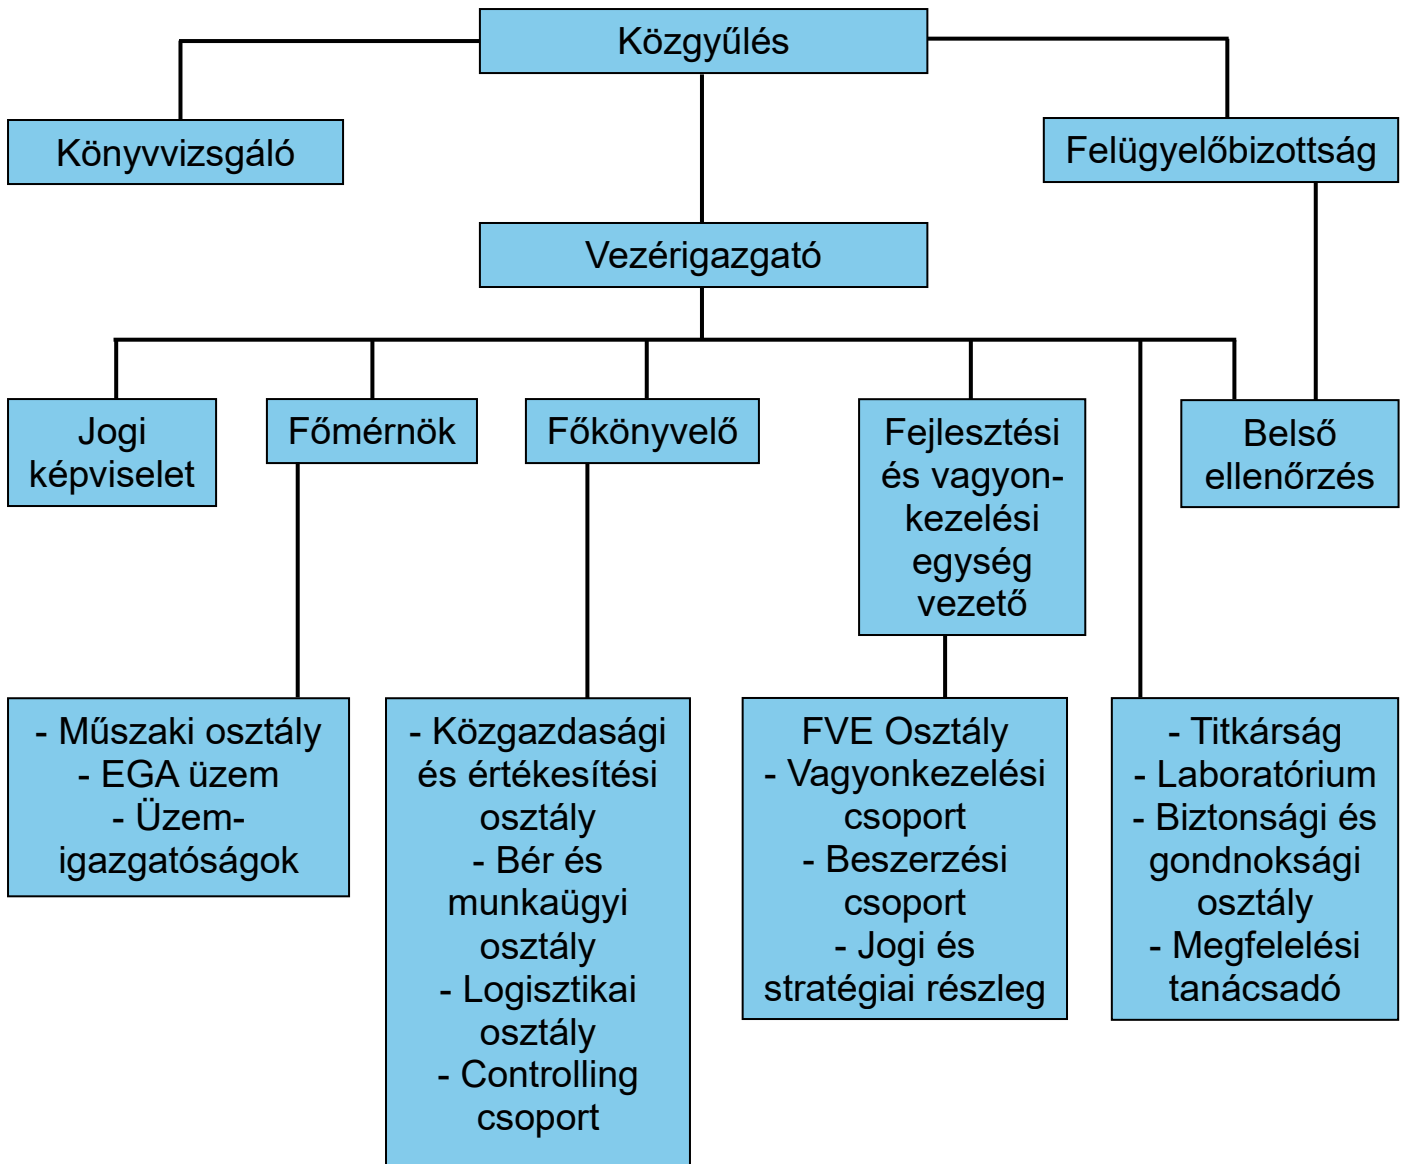 Közgyűlés
Könyvvizsgáló
Felügyelőbizottság
Vezérigazgató
Jogi
képviselet
Főmérnök
Főkönyvelő
Fejlesztési
és vagyon-
kezelési
egység
vezető
Belső
ellenőrzés
- Műszaki osztály
- EGA üzem
- Üzem-
igazgatóságok
- Közgazdasági
és értékesítési
osztály
- Bér és
munkaügyi
osztály
- Logisztikai
osztály
- Controlling
csoport
FVE Osztály
- Vagyonkezelési
csoport
- Beszerzési
csoport
- Jogi és
stratégiai részleg
- Titkárság
- Laboratórium
- Biztonsági és
gondnoksági
osztály
- Megfelelési
tanácsadó